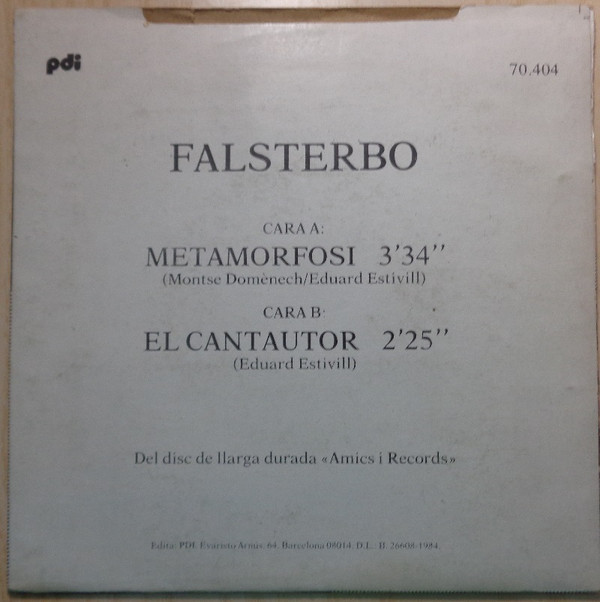 pdi
70.404
FALSTERBO
CARA A:
METAMORFOSI 3'34''
(Montse Domènech/Eduard Estivill)
CARA B:
EL CANTAUTOR 2'25''
(Eduard Estivill)
Del disc de llarga durada «Amics i Records»
Edita: PDI. Evaristo Arnús, 64. Barcelona 08014. D.L.: B. 26608-1984.